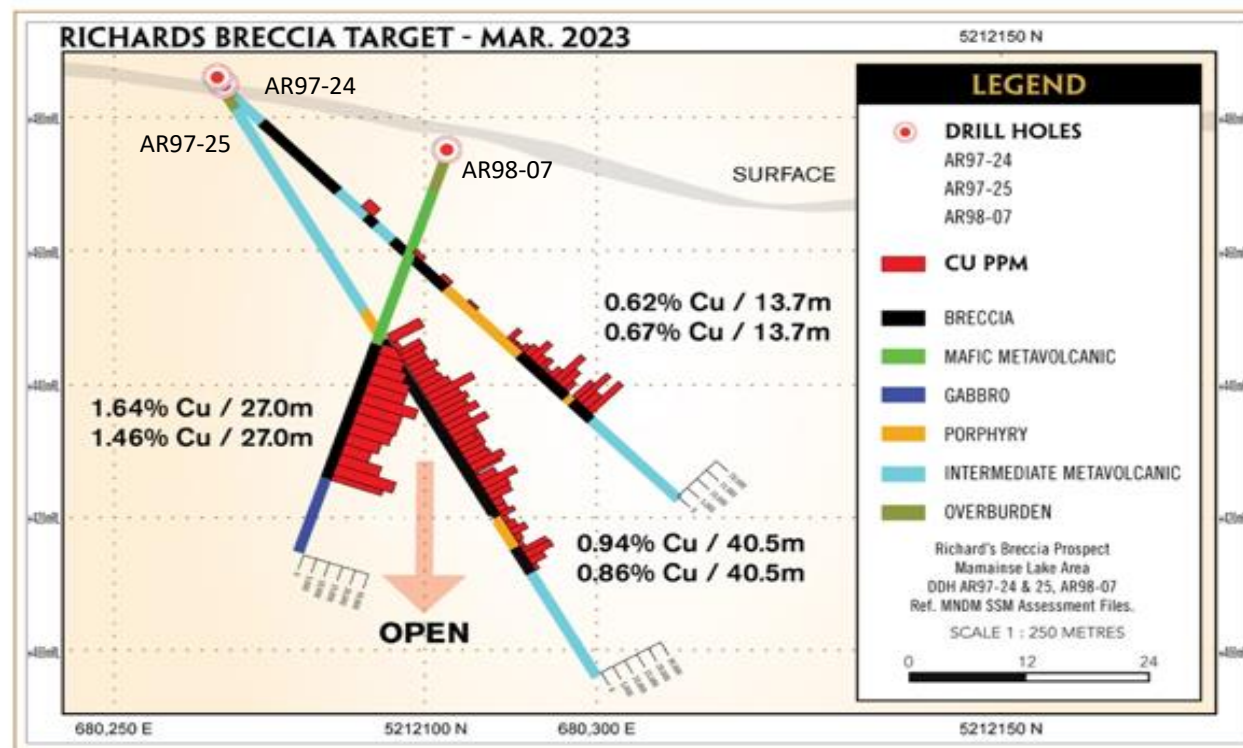 RICHARDS BRECCIA TARGET - MAR. 2023
5212150 N
AR97-24
AR97-25
AR98-07
SURFACE
0.62% Cu / 13.7m
0.67% Cu / 13.7m
1.64% Cu / 27.0m
1.46% Cu / 27.0m
0.94% Cu / 40.5m
0.86% Cu / 40.5m
OPEN
LEGEND
DRILL HOLES
AR97-24
AR97-25
AR98-07
CU PPM
BRECCIA
MAFIC METAVOLCANIC
GABBRO
PORPHYRY
INTERMEDIATE METAVOLCANIC
OVERBURDEN
Richard's Breccia Prospect
Mamainse Lake Area
DDH AR97-24 & 25, AR98-07
Ref. MNDM SSM Assessment Files.
SCALE 1 : 250 METRES
0 12 24
680,250 E 5212100 N 680,300 E 5212150 N